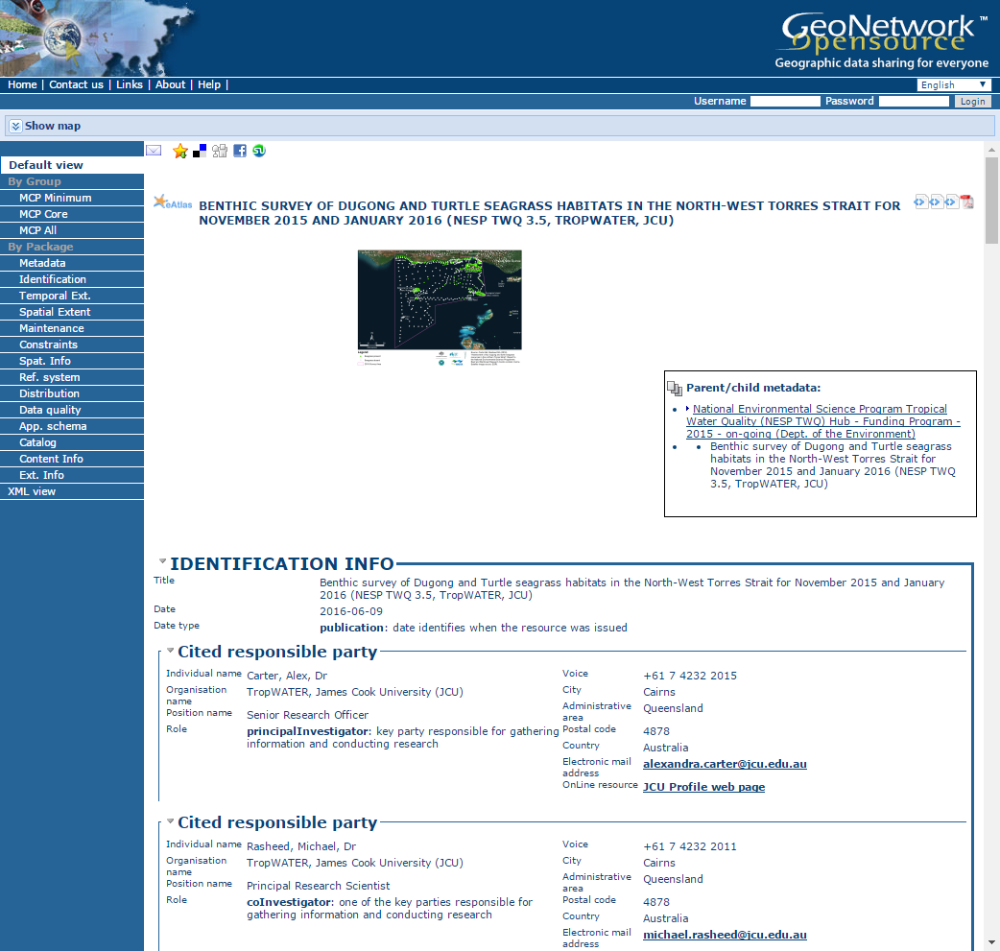 GeoNetwork™
Opensource
Geographic data sharing for everyone
Home | Contact us | Links | About | Help |
English
Username Password Login
Show map
Default view
By Group
MCP Minimum
MCP Core
MCP All
By Package
Metadata
Identification
Temporal Ext.
Spatial Extent
Maintenance
Constraints
Spat. Info
Ref. system
Distribution
Data quality
App. schema
Catalog
Content Info
Ext. Info
XML view
eAtlas
BENTHIC SURVEY OF DUGONG AND TURTLE SEAGRASS HABITATS IN THE NORTH-WEST TORRES STRAIT FOR
NOVEMBER 2015 AND JANUARY 2016 (NESP TWQ 3.5, TROPWATER, JCU)
Parent/child metadata:
National Environmental Science Program Tropical
Water Quality (NESP TWQ) Hub - Funding Program -
2015 - on-going (Dept. of the Environment)
Benthic survey of Dugong and Turtle seagrass
habitats in the North-West Torres Strait for
November 2015 and January 2016 (NESP TWQ
3.5, TropWATER, JCU)
IDENTIFICATION INFO
Title
Benthic survey of Dugong and Turtle seagrass habitats in the North-West Torres Strait for November 2015 and January
2016 (NESP TWQ 3.5, TropWATER, JCU)
Date 2016-06-09
Date type publication: date identifies when the resource was issued
Cited responsible party
Individual name Carter, Alex, Dr
Organisation
name
TropWATER, James Cook University (JCU)
Position name Senior Research Officer
Role principalInvestigator: key party responsible for gathering
information and conducting research
Voice +61 7 4232 2015
City Cairns
Administrative
area
Queensland
Postal code 4878
Country Australia
Electronic mail
address
alexandra.carter@jcu.edu.au
OnLine resource JCU Profile web page
Cited responsible party
Individual name Rasheed, Michael, Dr
Organisation
name
TropWATER, James Cook University (JCU)
Position name Principal Research Scientist
Role coInvestigator: one of the key parties responsible for
gathering information and conducting research
Voice +61 7 4232 2011
City Cairns
Administrative
area
Queensland
Postal code 4878
Country Australia
Electronic mail
address
michael.rasheed@jcu.edu.au